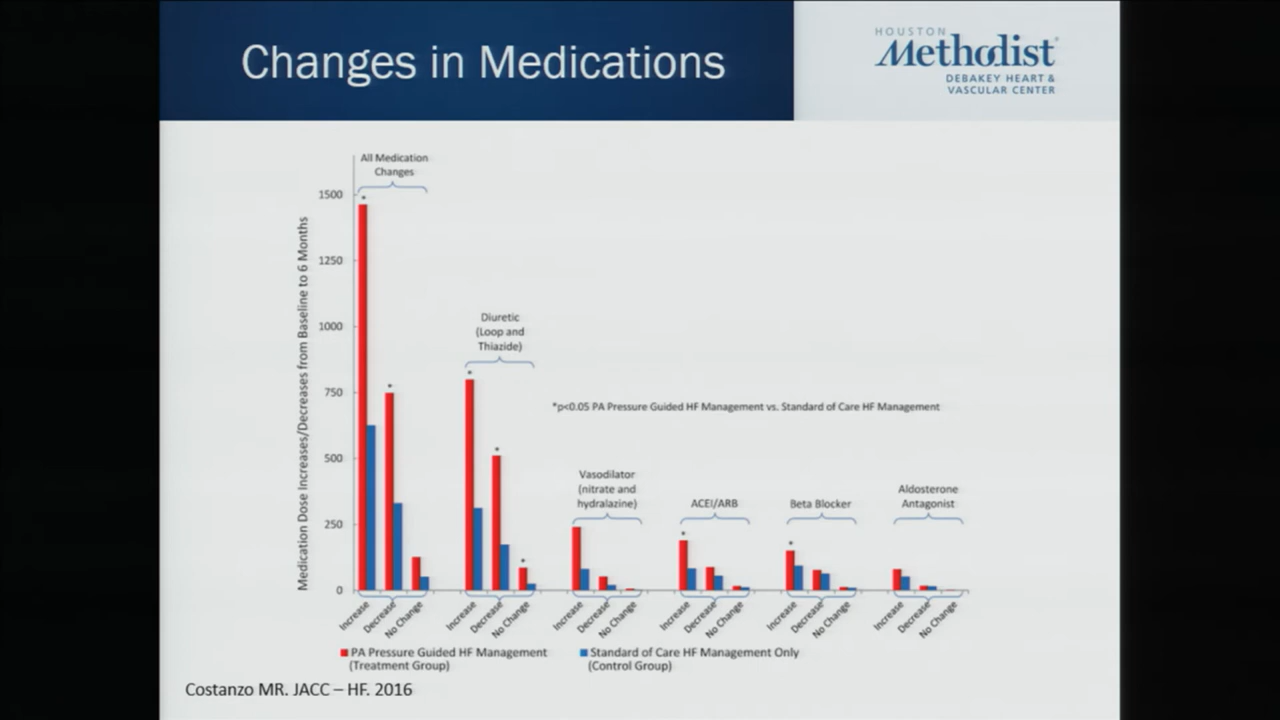 Changes in Medications
HOUSTON
Methodist
DEBAKEY HEART &
VASCULAR CENTER
All Medication
Changes
1500
1250
1000
750
500
250
0
Medication Dose Increases/Decreases from Baseline to 6 Months
*
*
Diuretic
(Loop and
Thiazide)
*
*
*
*p<0.05 PA Pressure Guided HF Management vs. Standard of Care HF Management
Vasodilator
(nitrate and
hydralazine)
ACEI/ARB
*
Beta Blocker
*
Aldosterone
Antagonist
Increase Decrease No Change Increase Decrease No Change Increase Decrease No Change Increase Decrease No Change Increase Decrease No Change Increase Decrease No Change
PA Pressure Guided HF Management
(Treatment Group)
Standard of Care HF Management Only
(Control Group)
Costanzo MR. JACC – HF. 2016